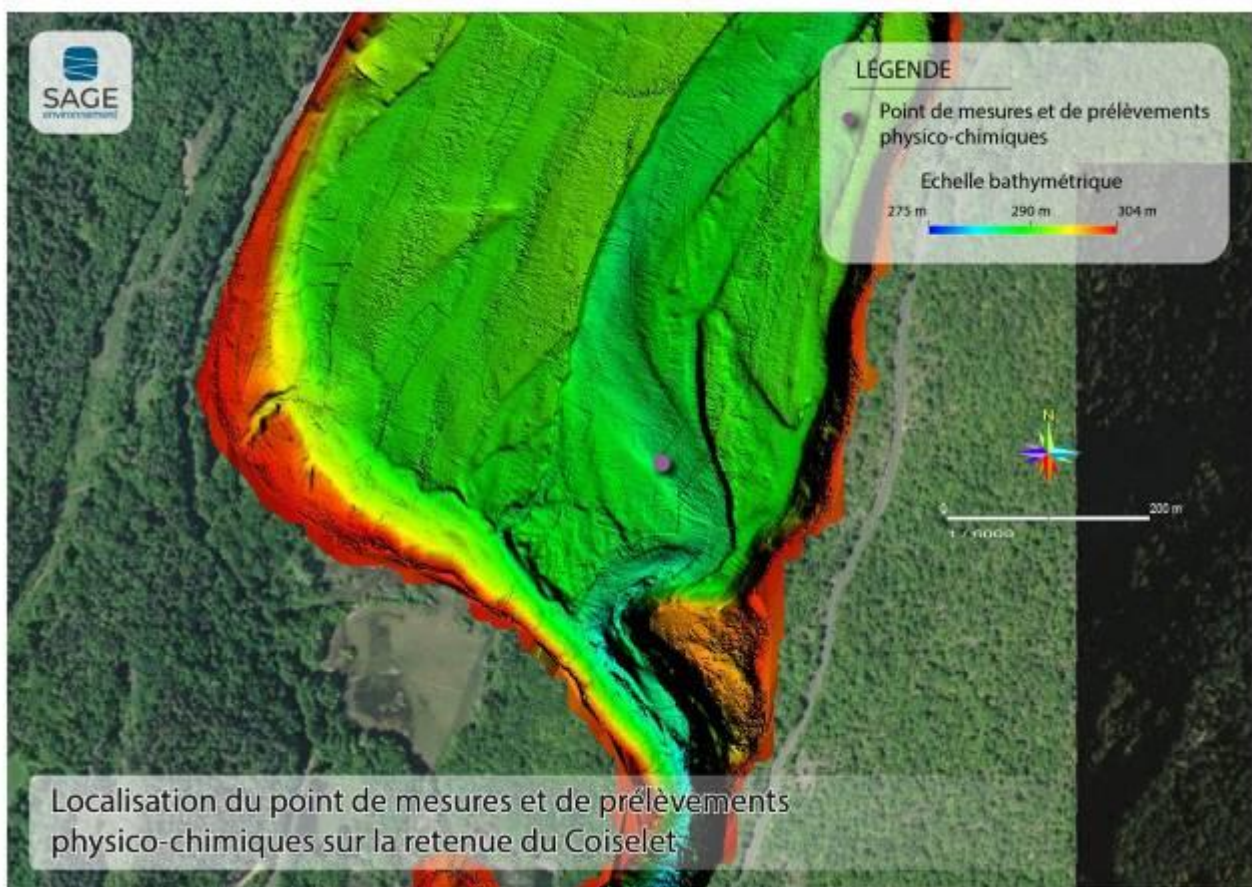 SAGE
environnement
LÉGENDE
Point de mesures et de prélèvements
physico-chimiques
Echelle bathymétrique
275 m
290 m
304 m
N
0
200 m
Localisation du point de mesures et de prélèvements
physico-chimiques sur la retenue du Coiselet